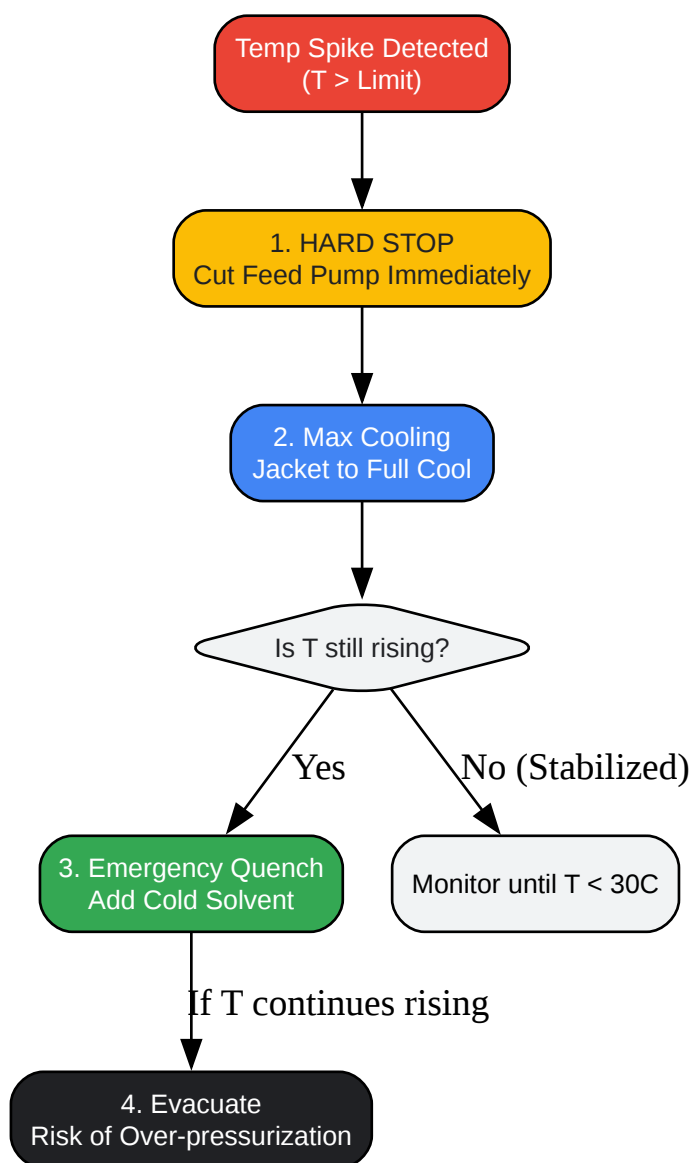 Temp Spike Detected
(T > Limit)
1. HARD STOP
Cut Feed Pump Immediately
2. Max Cooling
Jacket to Full Cool
Is T still rising?
Yes
No (Stabilized)
3. Emergency Quench
Add Cold Solvent
Monitor until T < 30C
If T continues rising
4. Evacuate
Risk of Over-pressurization